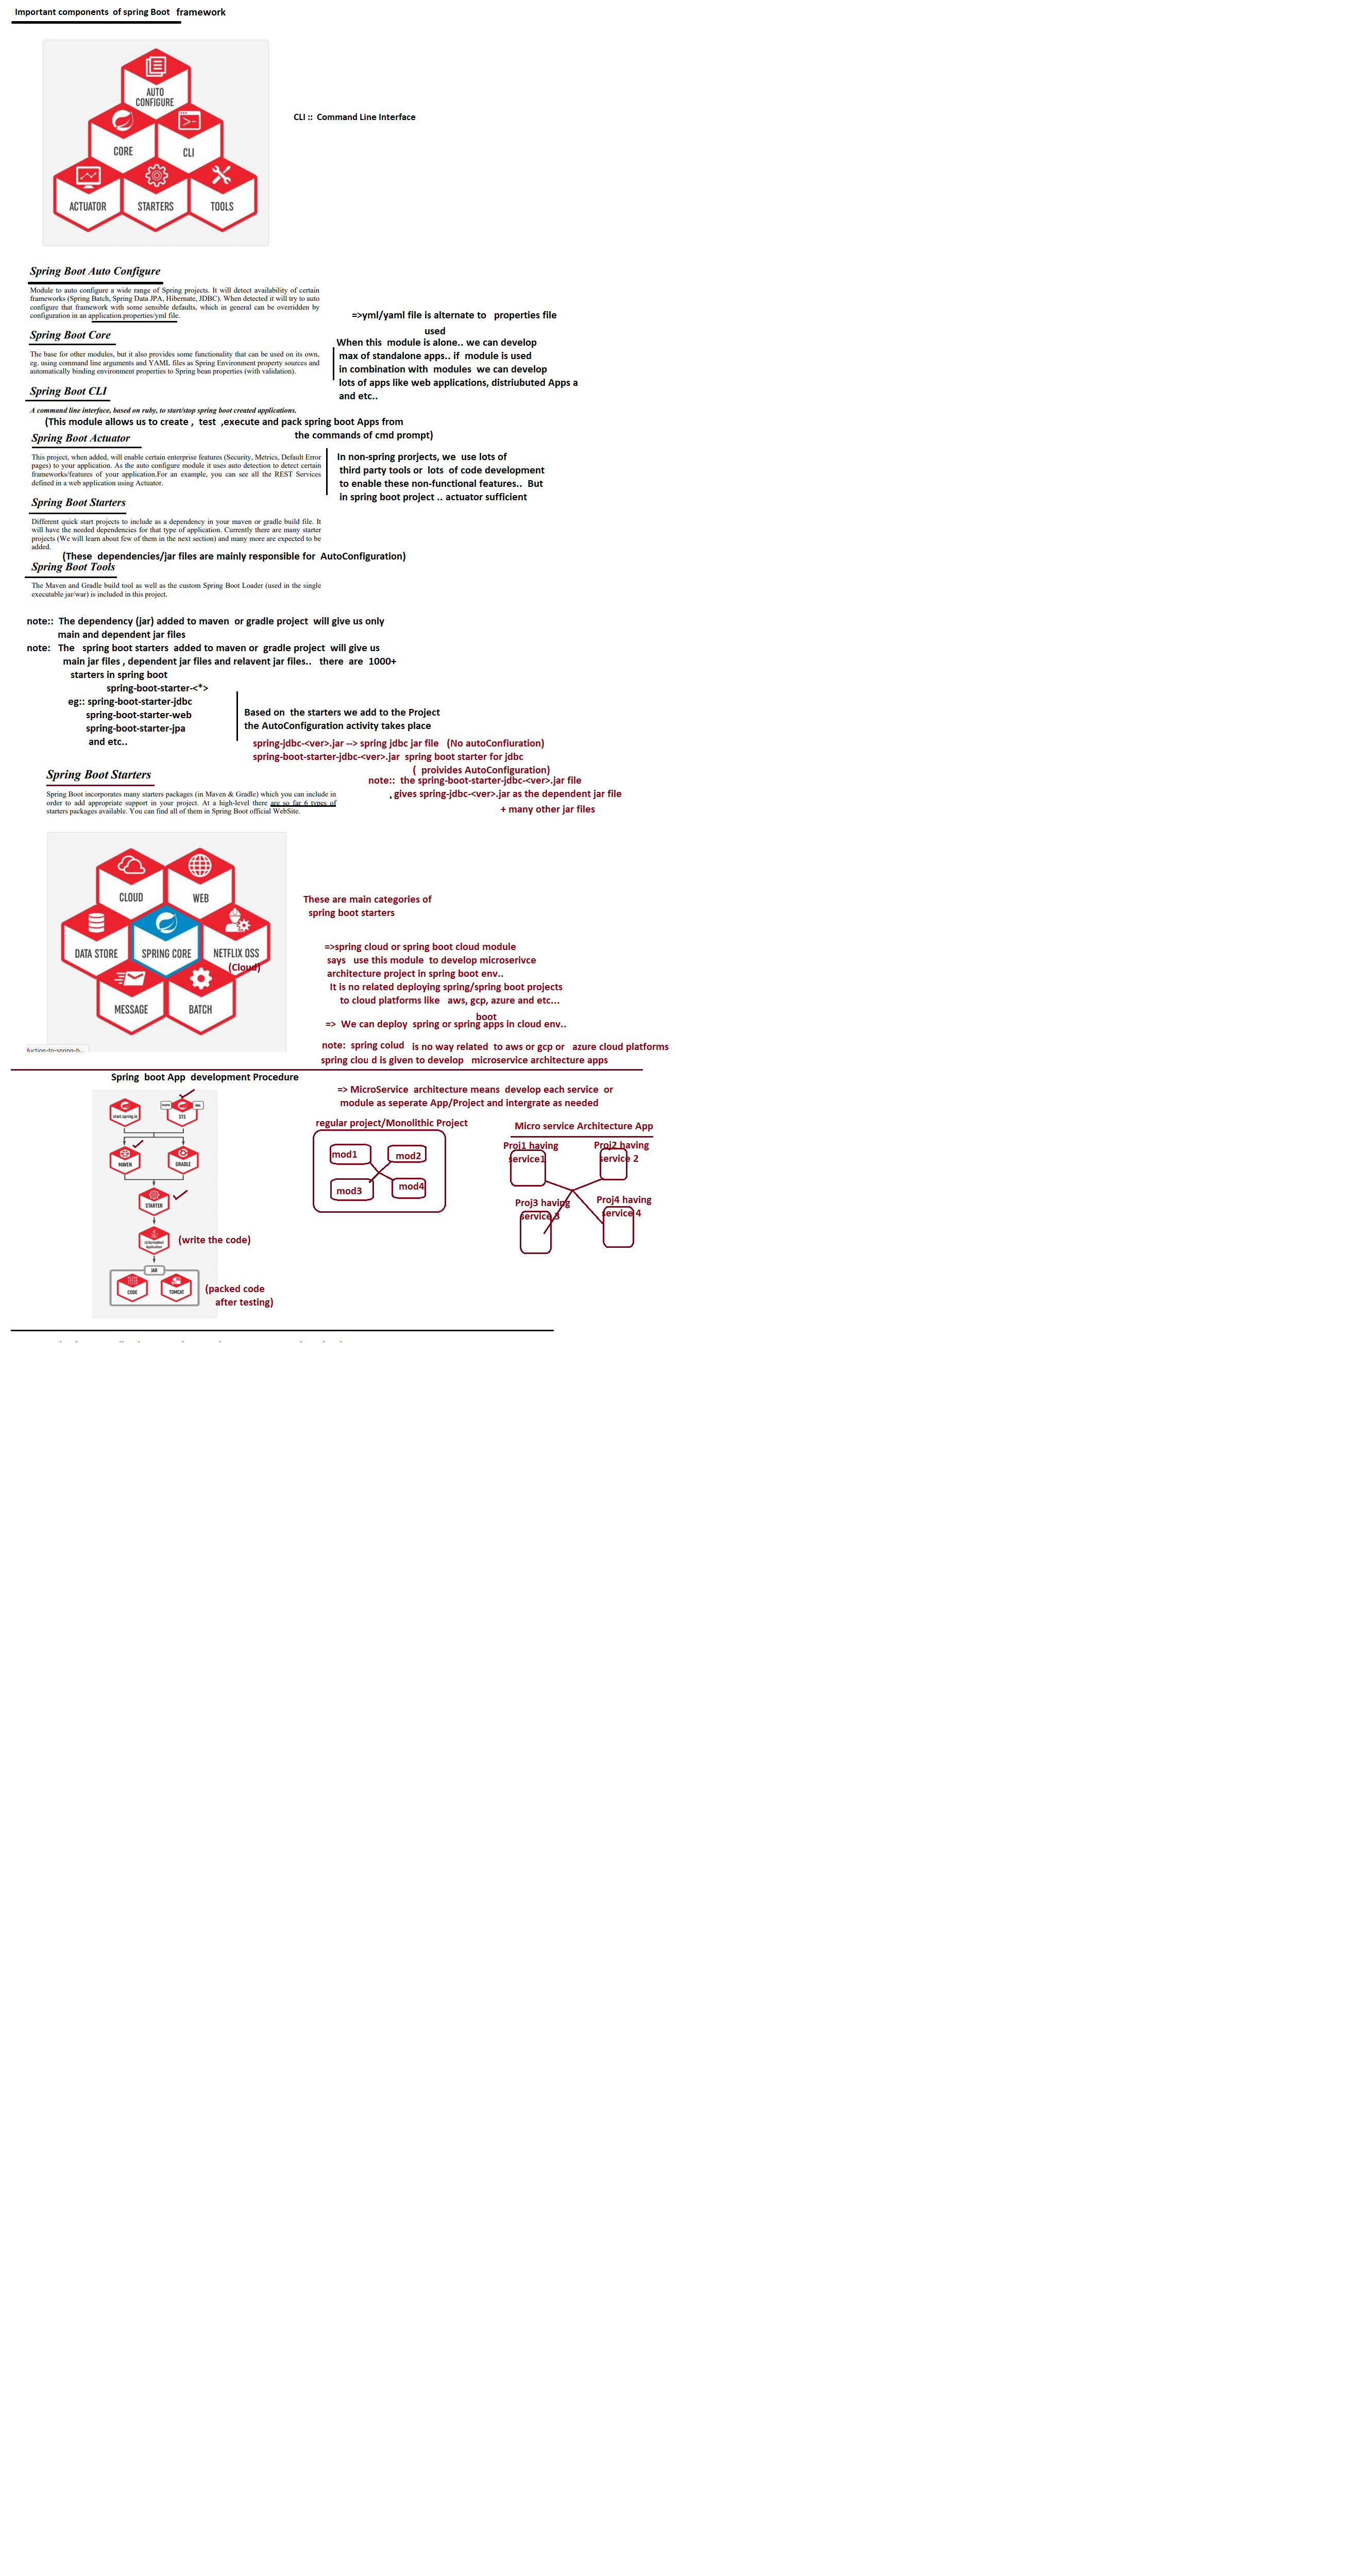 Important components of spring Boot framework
AUTO
CONFIGURE
CORE
CLI
ACTUATOR
STARTERS
TOOLS
CLI :: Command Line Interface
Spring Boot Auto Configure
Module to auto configure a wide range of Spring projects. It will detect availability of certain
frameworks (Spring Batch, Spring Data JPA, Hibernate, JDBC). When detected it will try to auto
configure that framework with some sensible defaults, which in general can be overridden by
configuration in an application.properties/yml file.
=>yml/yaml file is alternate to properties file
Spring Boot Core
The base for other modules, but it also provides some functionality that can be used on its own,
eg. using command line arguments and YAML files as Spring Environment property sources and
automatically binding environment properties to Spring bean properties (with validation).
used
When this module is alone.. we can develop
max of standalone apps.. if module is used
in combination with modules we can develop
lots of apps like web applications, distriubuted Apps a
and etc..
Spring Boot CLI
A command line interface, based on ruby, to start/stop spring boot created applications.
(This module allows us to create , test ,execute and pack spring boot Apps from
the commands of cmd prompt)
Spring Boot Actuator
This project, when added, will enable certain enterprise features (Security, Metrics, Default Error
pages) to your application. As the auto configure module it uses auto detection to detect certain
frameworks/features of your application.For an example, you can see all the REST Services
defined in a web application using Actuator.
In non-spring prorjects, we use lots of
third party tools or lots of code development
to enable these non-functional features.. But
in spring boot project .. actuator sufficient
Spring Boot Starters
Different quick start projects to include as a dependency in your maven or gradle build file. It
will have the needed dependencies for that type of application. Currently there are many starter
projects (We will learn about few of them in the next section) and many more are expected to be
added.
(These dependencies/jar files are mainly responsible for AutoConfiguration)
Spring Boot Tools
The Maven and Gradle build tool as well as the custom Spring Boot Loader (used in the single
executable jar/war) is included in this project.
note:: The dependency (jar) added to maven or gradle project will give us only
main and dependent jar files
note: The spring boot starters added to maven or gradle project will give us
main jar files , dependent jar files and relavent jar files.. there are 1000+
starters in spring boot
spring-boot-starter-<*>
eg:: spring-boot-starter-jdbc
spring-boot-starter-web
spring-boot-starter-jpa
and etc..
Based on the starters we add to the Project
the AutoConfiguration activity takes place
spring-jdbc-<ver>.jar --> spring jdbc jar file (No autoConfiuration)
spring-boot-starter-jdbc-<ver>.jar spring boot starter for jdbc
( proivides AutoConfiguration)
note:: the spring-boot-starter-jdbc-<ver>.jar file
gives spring-jdbc-<ver>.jar as the dependent jar file
+ many other jar files
Spring Boot Starters
Spring Boot incorporates many starters packages (in Maven & Gradle) which you can include in
order to add appropriate support in your project. At a high-level there are so far 6 types of
starters packages available. You can find all of them in Spring Boot official WebSite.
CLOUD
WEB
DATA STORE
SPRING CORE
NETFLIX OSS
(Cloud)
MESSAGE
BATCH
These are main categories of
spring boot starters
=>spring cloud or spring boot cloud module
says use this module to develop microserivce
architecture project in spring boot env..
It is no related deploying spring/spring boot projects
to cloud platforms like aws, gcp, azure and etc...
boot
=> We can deploy spring or spring apps in cloud env..
note: spring colud is no way related to aws or gcp or azure cloud platforms
spring clou d is given to develop microservice architecture apps
Spring boot App development Procedure
start.spring.io
STS
MAVEN
GRADLE
STARTER
(write the code)
JAR
CODE
TOMCAT
(packed code
after testing)
=> MicroService architecture means develop each service or
module as seperate App/Project and intergrate as needed
regular project/Monolithic Project
mod1
mod2
mod3
mod4
Micro service Architecture App
Proj1 having
service1
Proj2 having
service 2
Proj3 having
service 3
Proj4 having
service 4